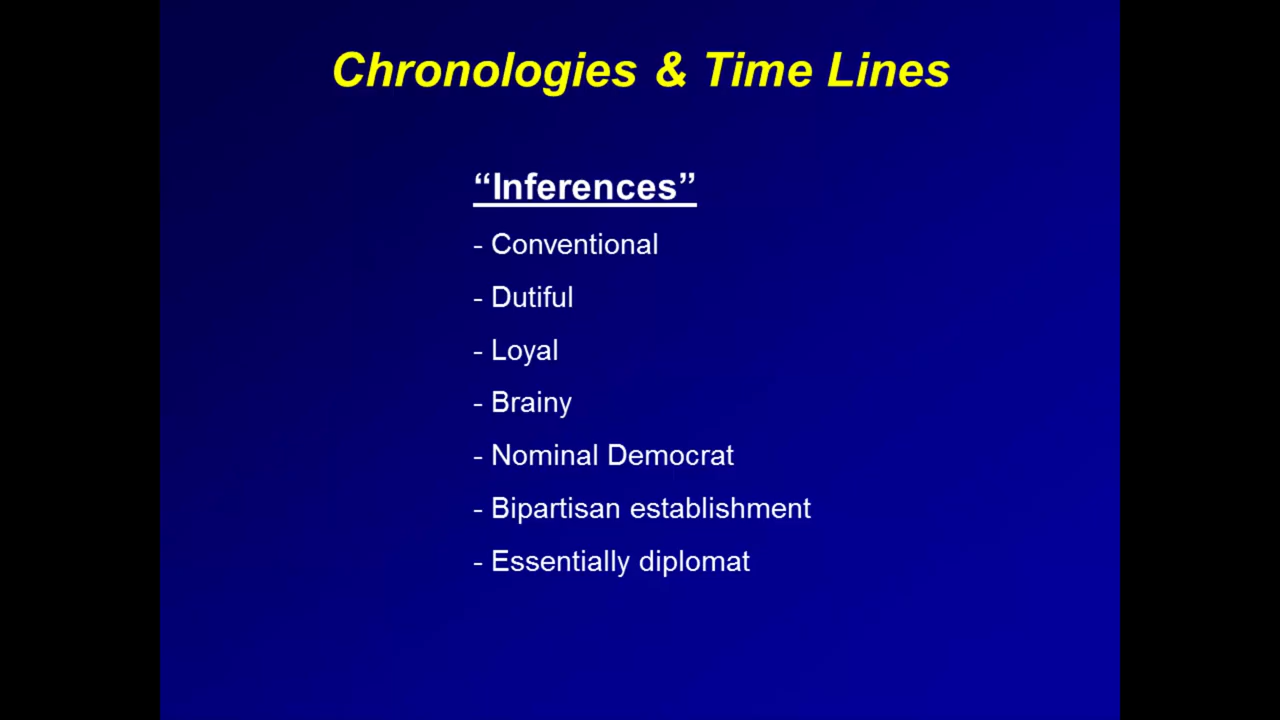 Chronologies & Time Lines
“Inferences”
- Conventional
- Dutiful
- Loyal
- Brainy
- Nominal Democrat
- Bipartisan establishment
- Essentially diplomat